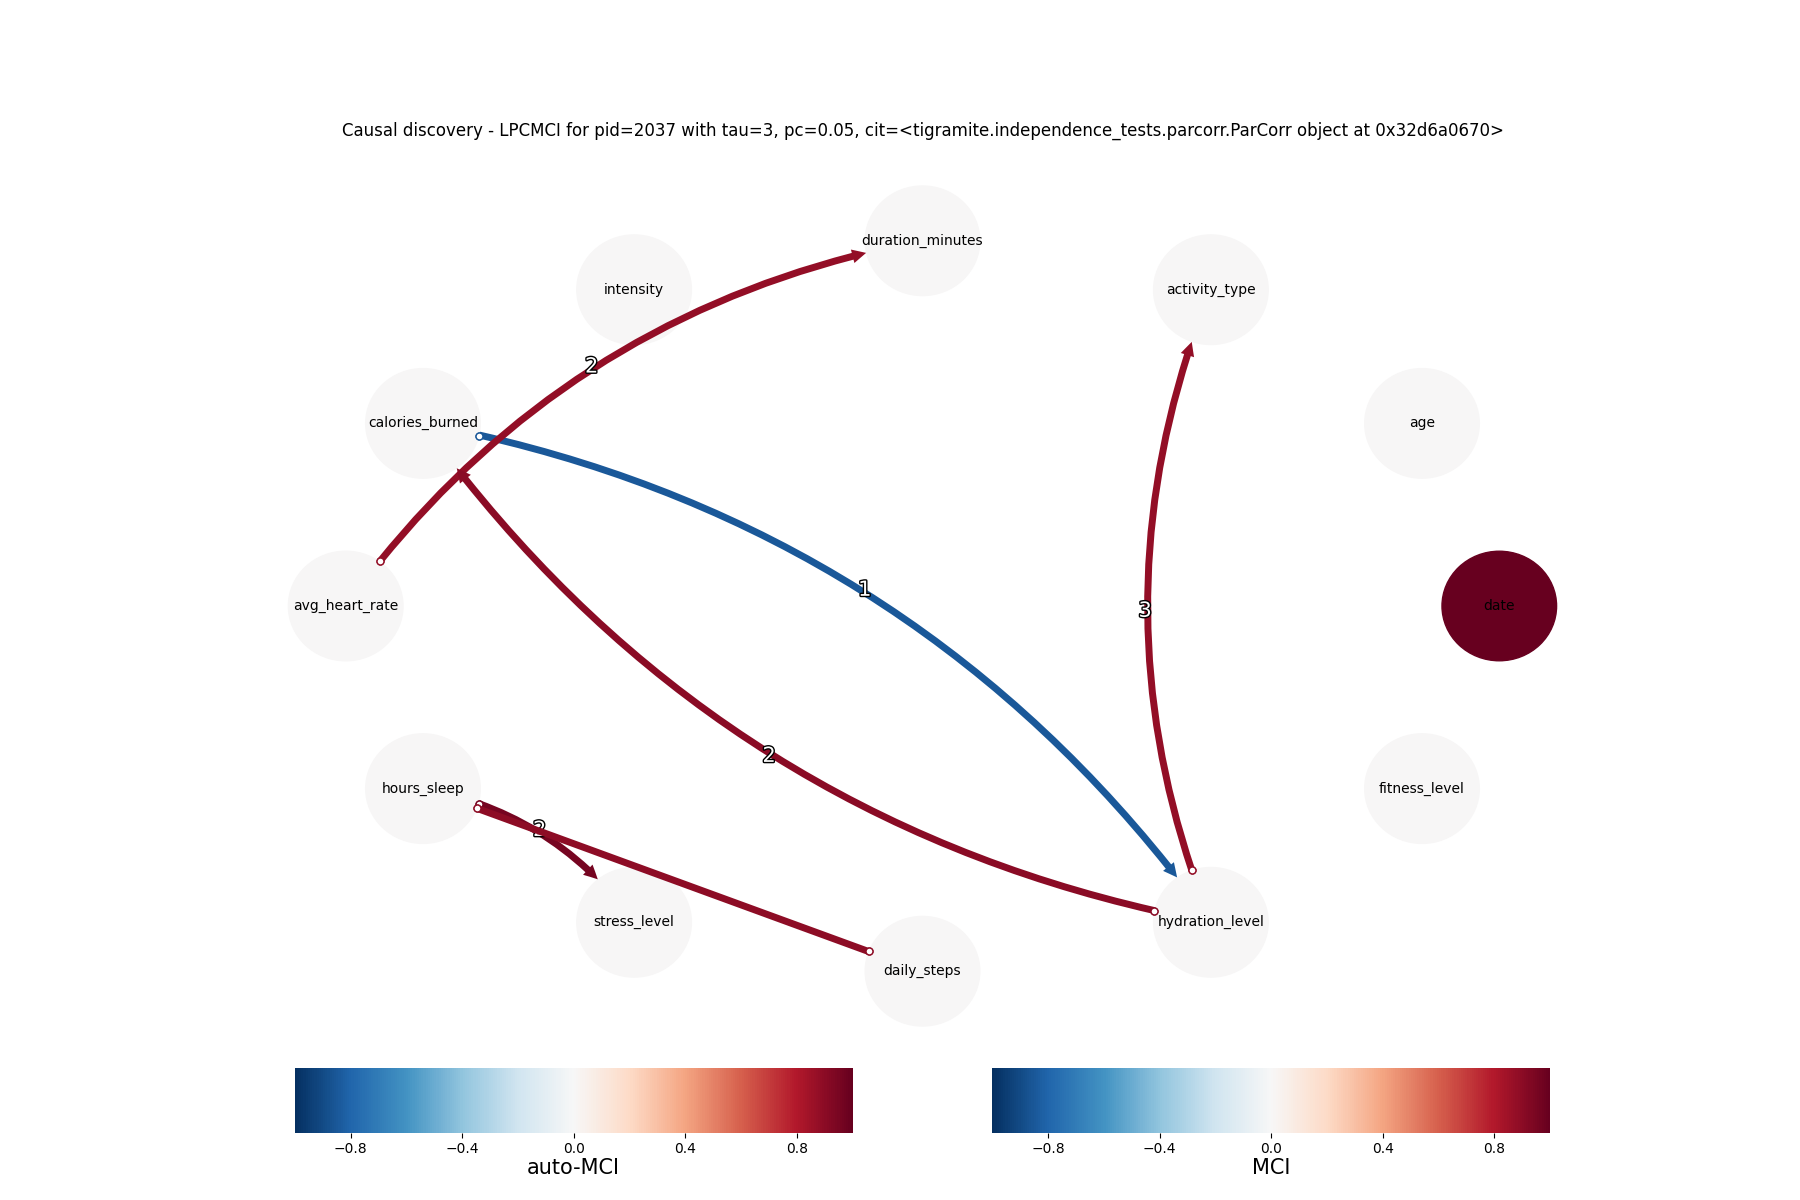 Causal discovery - LPCMCI for pid=2037 with tau=3, pc=0.05, cit=<tigramite.independence_tests.parcorr.ParCorr object at 0x32d6a0670>
duration_minutes
intensity
activity_type
2
calories_burned
age
1
avg_heart_rate
date
3
2
hours_sleep
fitness_level
2
stress_level
hydration_level
daily_steps
−0.8 −0.4 0.0 0.4 0.8
auto-MCI
−0.8 −0.4 0.0 0.4 0.8
MCI